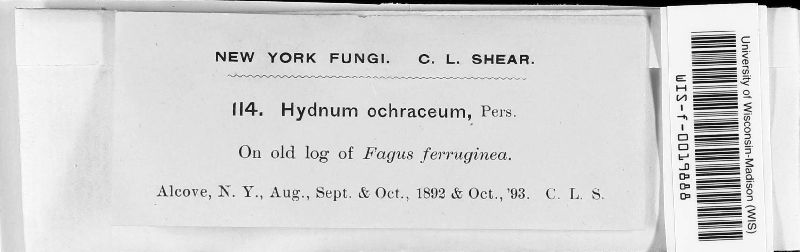 NEW YORK FUNGI. C. L. SHEAR.
114. Hydnum ochraceum, Pers.
On old log of Fagus ferruginea.
Alcove, N. Y., Aug., Sept. & Oct., 1892 & Oct., '93. C. L. S.
University of Wisconsin-Madison (WIS)
WIS-f-0019888